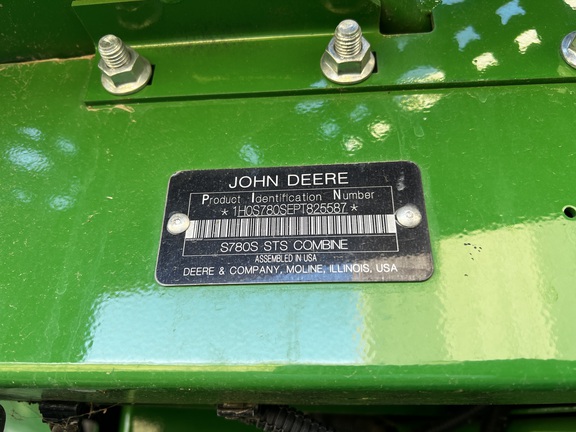 JOHN DEERE
Product Identification Number
*1H0S780SEPT825587*
S780S STS COMBINE
ASSEMBLED IN USA
DEERE & COMPANY, MOLINE, ILLINOIS, USA